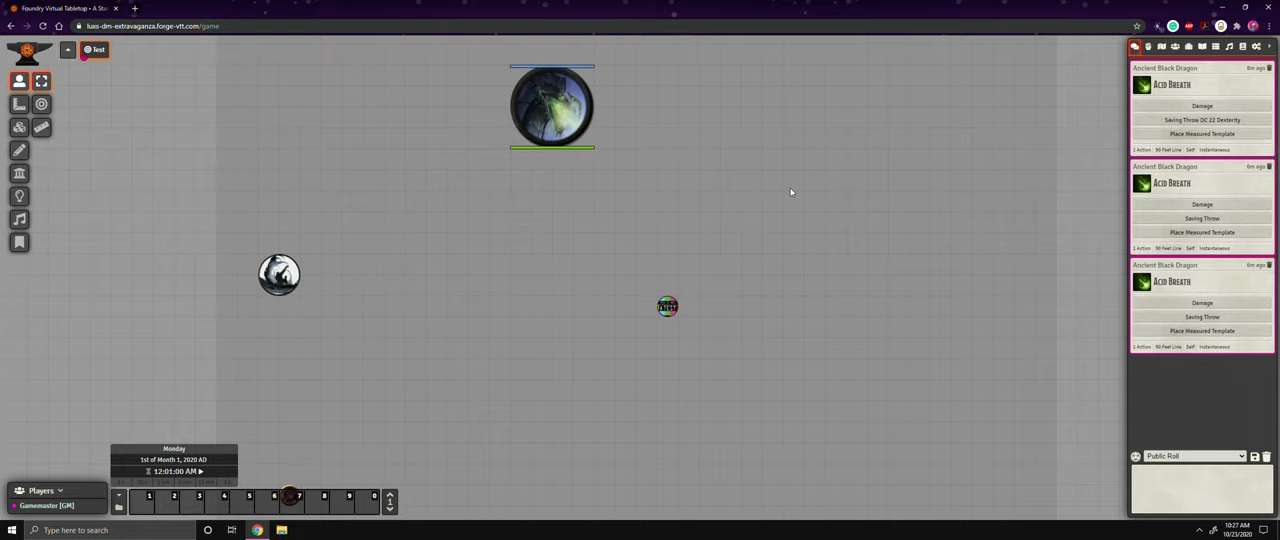 Foundry Virtual Tabletop • A Sta
luxs-dm-extravaganza.forge-vtt.com/game
Test
Ancient Black Dragon 8m ago
Acid Breath
Damage
Saving Throw DC 22 Dexterity
Place Measured Template
1 Action 90 Feet Line Self Instantaneous
Ancient Black Dragon 6m ago
Acid Breath
Damage
Saving Throw
Place Measured Template
1 Action 90 Feet Line Self Instantaneous
Ancient Black Dragon 6m ago
Acid Breath
Damage
Saving Throw
Place Measured Template
1 Action 90 Feet Line Self Instantaneous
Monday
1st of Month 1, 2020 AD
12:01:00 AM
Public Roll
Players
Gamemaster [GM]
1 2 3 4 5 6 7 8 9 0
1
Type here to search
10:27 AM
10/23/2020